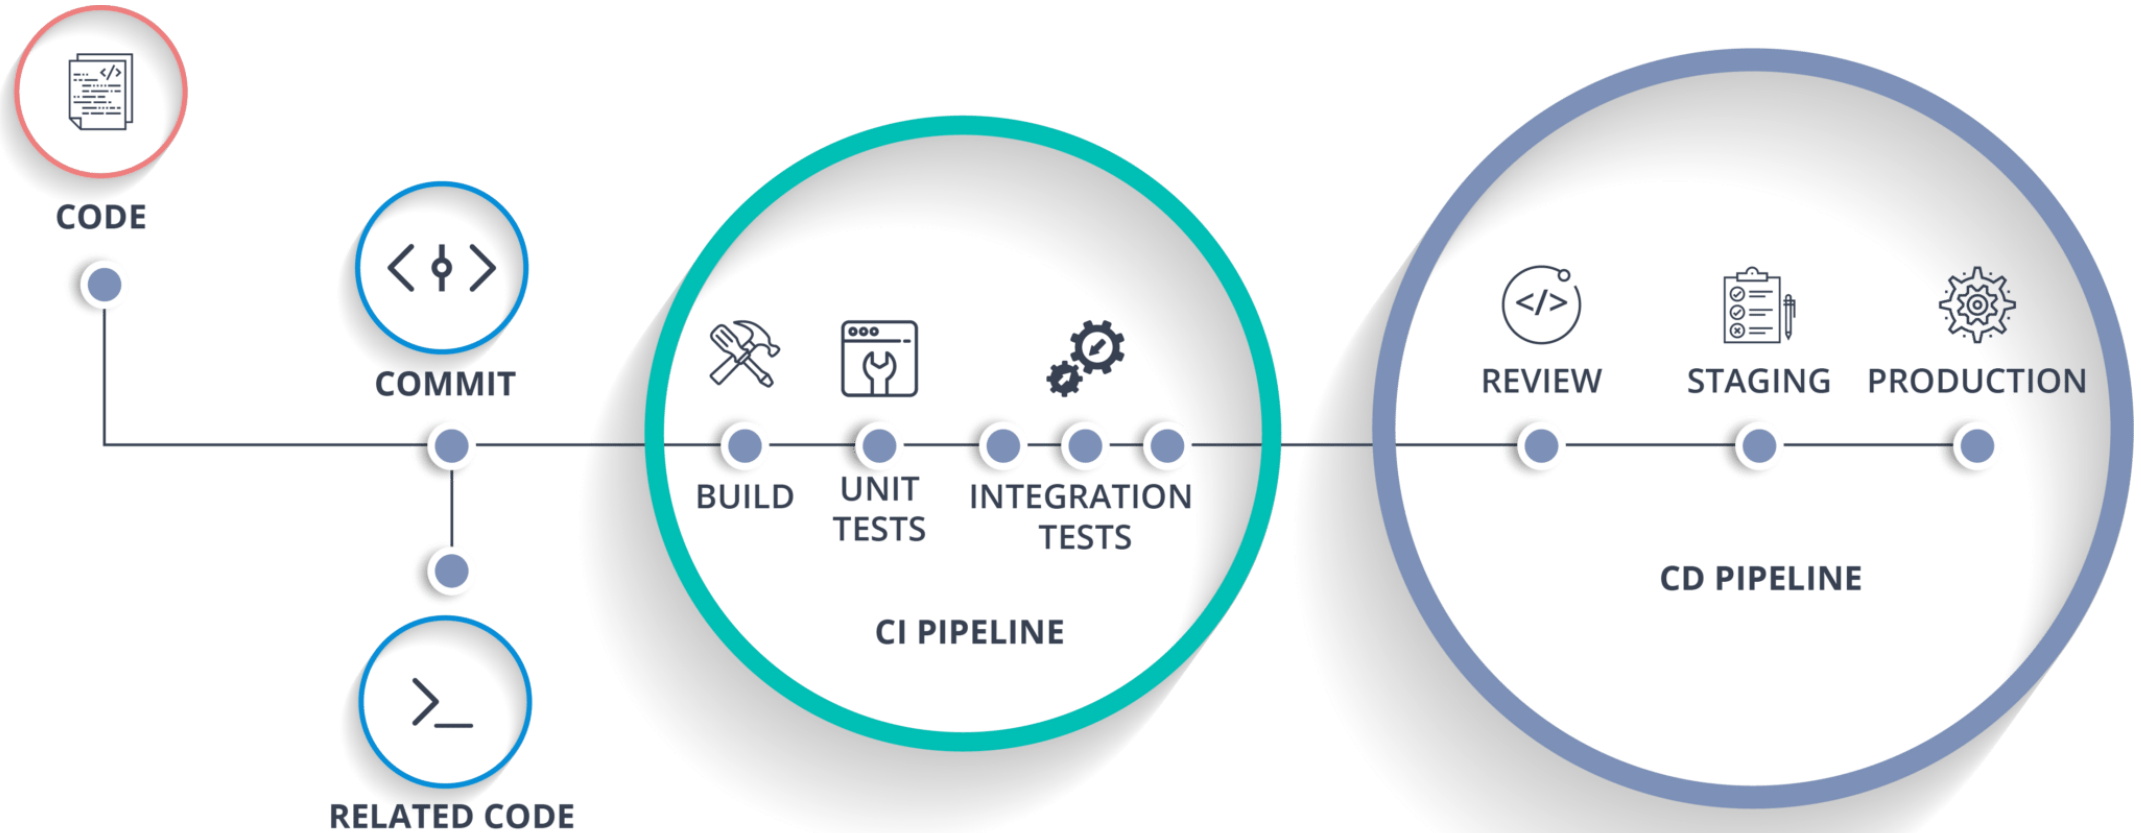 CODE
COMMIT
RELATED CODE
BUILD
UNIT
TESTS
INTEGRATION
TESTS
CI PIPELINE
REVIEW
STAGING
PRODUCTION
CD PIPELINE